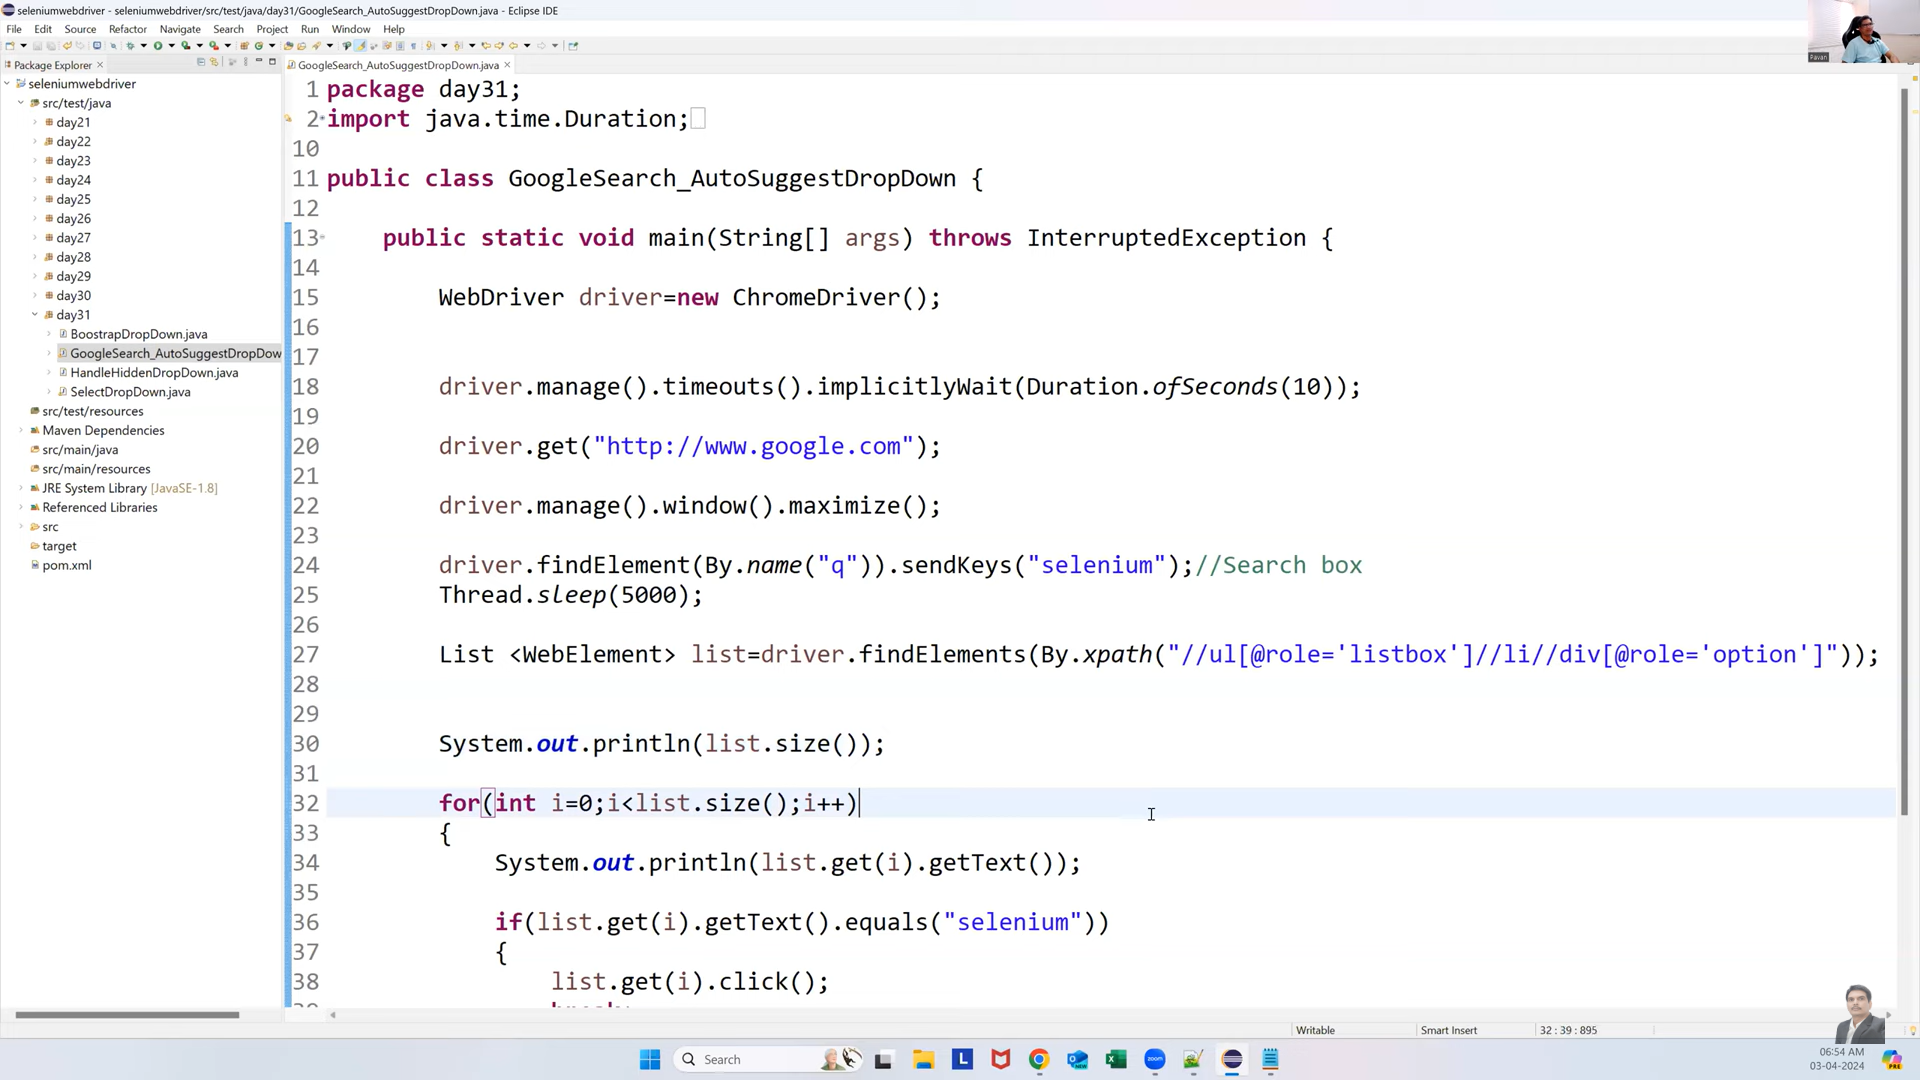 seleniumwebdriver - seleniumwebdriver/src/test/java/day31/GoogleSearch_AutoSuggestDropDown.java - Eclipse IDE
File Edit Source Refactor Navigate Search Project Run Window Help
Package Explorer
GoogleSearch_AutoSuggestDropDown.java
seleniumwebdriver
src/test/java
day21
day22
day23
day24
day25
day26
day27
day28
day29
day30
day31
BoostrapDropDown.java
GoogleSearch_AutoSuggestDropDow
HandleHiddenDropDown.java
SelectDropDown.java
src/test/resources
Maven Dependencies
src/main/java
src/main/resources
JRE System Library [JavaSE-1.8]
Referenced Libraries
src
target
pom.xml
1 package day31;
2 import java.time.Duration;
10
11 public class GoogleSearch_AutoSuggestDropDown {
12
13 public static void main(String[] args) throws InterruptedException {
14
15 WebDriver driver=new ChromeDriver();
16
17
18 driver.manage().timeouts().implicitlyWait(Duration.ofSeconds(10));
19
20 driver.get("http://www.google.com");
21
22 driver.manage().window().maximize();
23
24 driver.findElement(By.name("q")).sendKeys("selenium");//Search box
25 Thread.sleep(5000);
26
27 List <WebElement> list=driver.findElements(By.xpath("//ul[@role='listbox']//li//div[@role='option']"));
28
29
30 System.out.println(list.size());
31
32 for(int i=0;i<list.size();i++)
33 {
34 System.out.println(list.get(i).getText());
35
36 if(list.get(i).getText().equals("selenium"))
37 {
38 list.get(i).click();
Pavan
Writable Smart Insert 32 : 39 : 895
Search
06:54 AM
03-04-2024